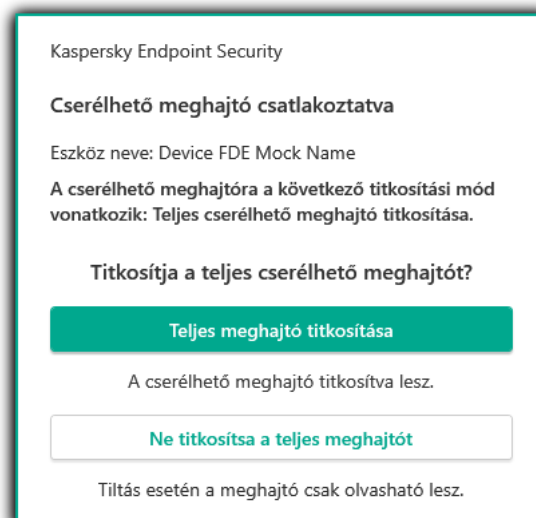 Kaspersky Endpoint Security
Cserélhető meghajtó csatlakoztatva
Eszköz neve: Device FDE Mock Name
A cserélhető meghajtóra a következő titkosítási mód
vonatkozik: Teljes cserélhető meghajtó titkosítása.
Titkosítja a teljes cserélhető meghajtót?
Teljes meghajtó titkosítása
A cserélhető meghajtó titkosítva lesz.
Ne titkosítsa a teljes meghajtót
Tiltás esetén a meghajtó csak olvasható lesz.